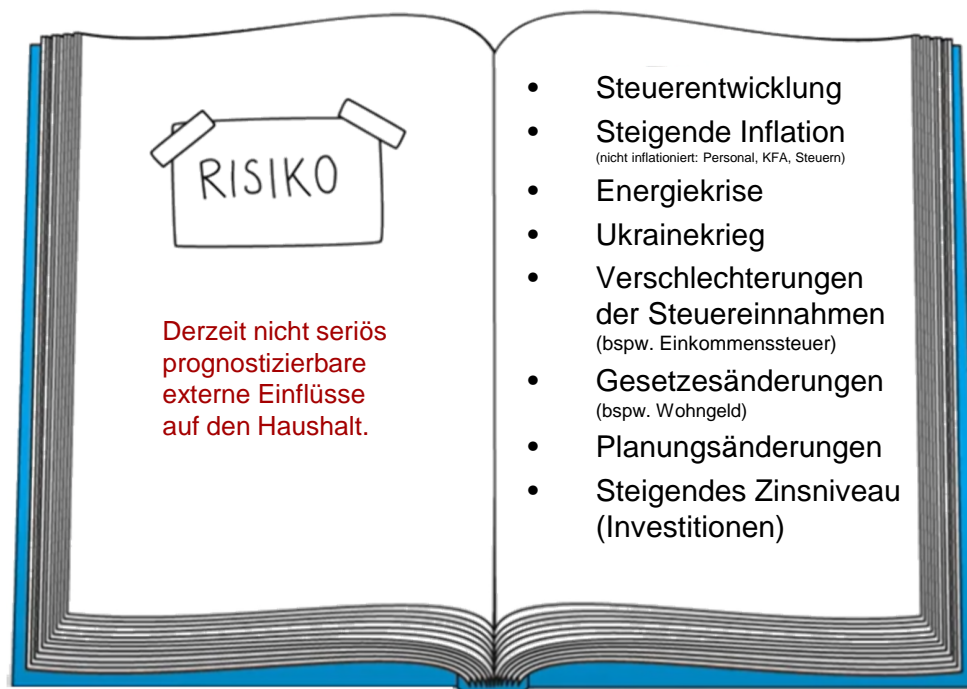 RISIKO
Derzeit nicht seriös
prognostizierbare
externe Einflüsse
auf den Haushalt.
• Steuerentwicklung
• Steigende Inflation
(nicht inflationiert: Personal, KFA, Steuern)
• Energiekrise
• Ukrainekrieg
• Verschlechterungen
der Steuereinnahmen
(bspw. Einkommenssteuer)
• Gesetzesänderungen
(bspw. Wohngeld)
• Planungsänderungen
• Steigendes Zinsniveau
(Investitionen)